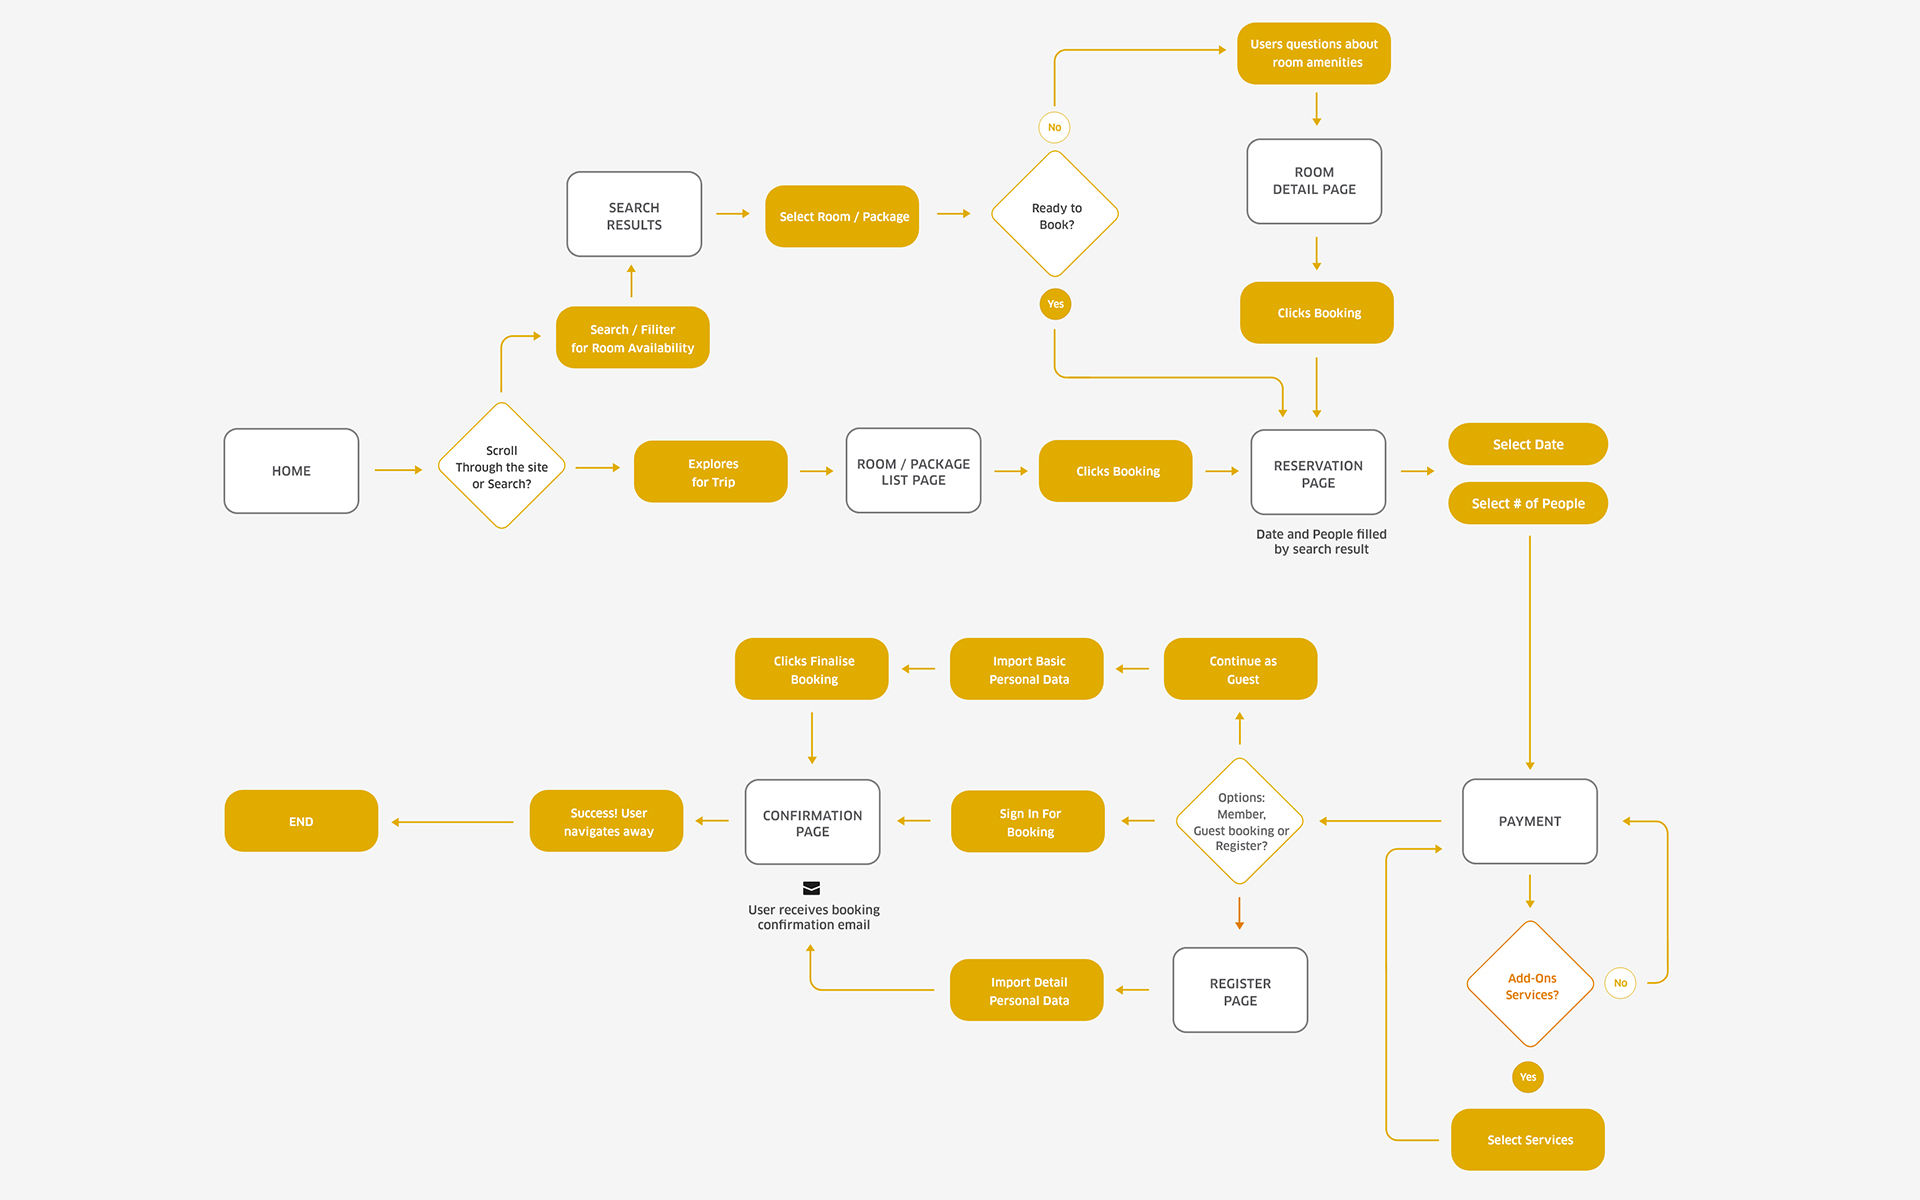 Users questions about
room amenities
No
ROOM
DETAIL PAGE
SEARCH
RESULTS
Select Room / Package
Ready to
Book?
Yes
Clicks Booking
Search / Filiter
for Room Availability
Scroll
Through the site
or Search?
HOME
Explores
for Trip
ROOM / PACKAGE
LIST PAGE
Clicks Booking
RESERVATION
PAGE
Date and People filled
by search result
Select Date
Select # of People
Clicks Finalise
Booking
Import Basic
Personal Data
Continue as
Guest
END
Success! User
navigates away
CONFIRMATION
PAGE
User receives booking
confirmation email
Sign In For
Booking
Options:
Member,
Guest booking or
Register?
PAYMENT
Import Detail
Personal Data
REGISTER
PAGE
Add-Ons
Services?
No
Yes
Select Services